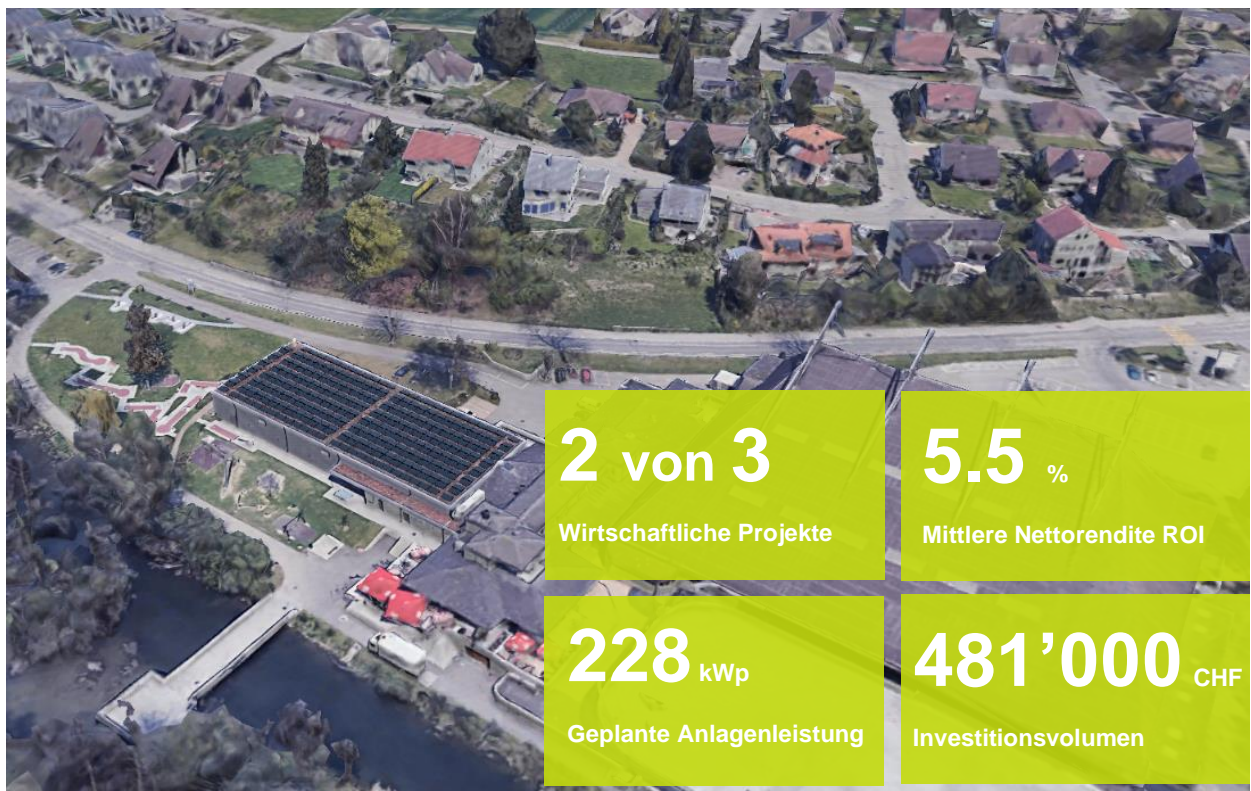 2 von 3
Wirtschaftliche Projekte
5.5 %
Mittlere Nettorendite ROI
228 kWp
Geplante Anlagenleistung
481’000 CHF
Investitionsvolumen